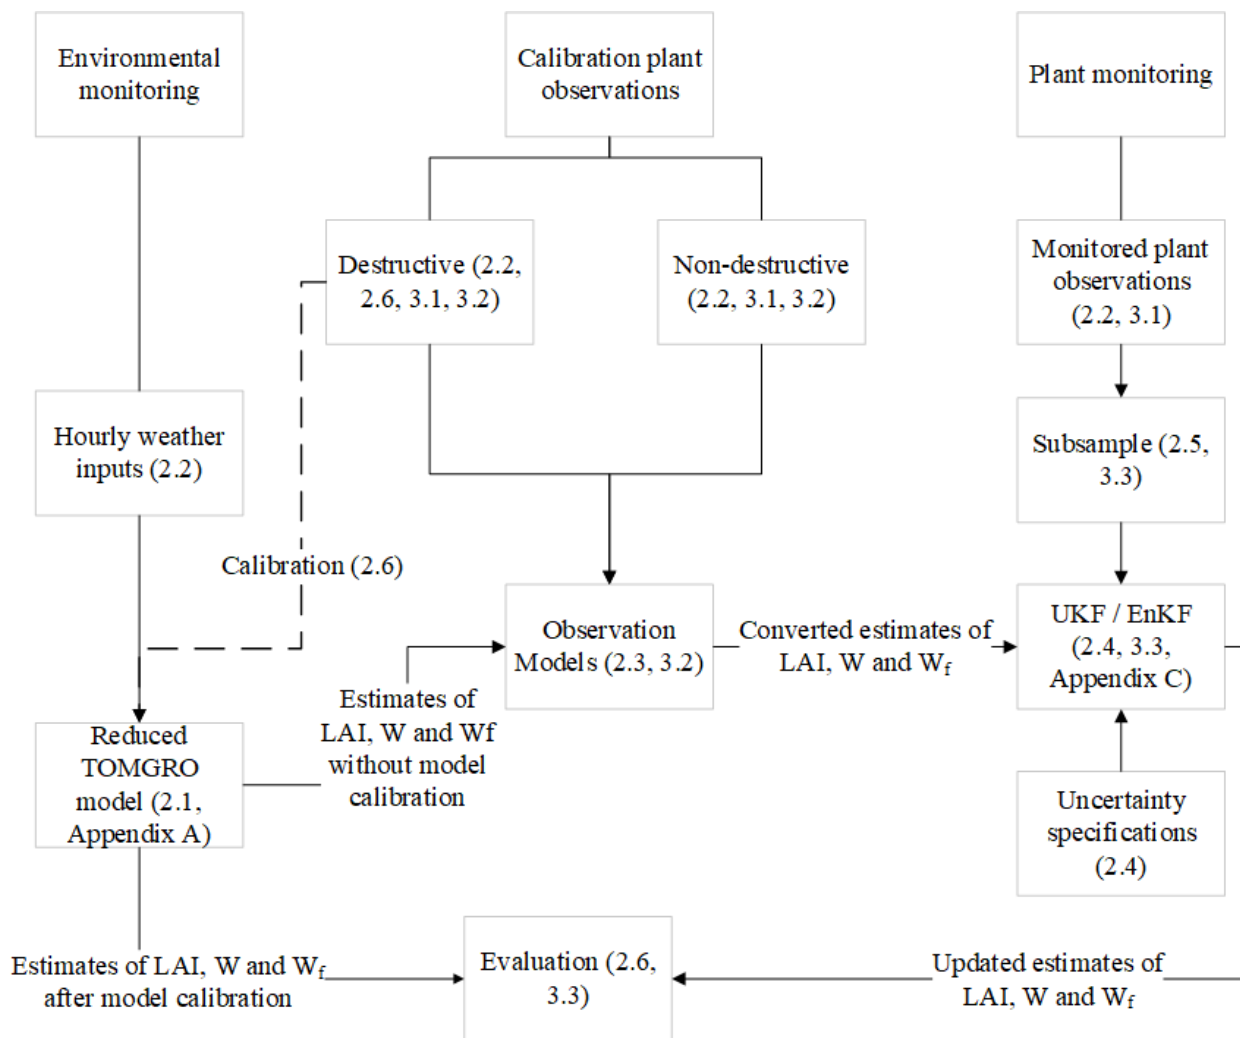 Environmental
monitoring
Calibration plant
observations
Plant monitoring
Destructive (2.2,
2.6, 3.1, 3.2)
Non-destructive
(2.2, 3.1, 3.2)
Monitored plant
observations
(2.2, 3.1)
Hourly weather
inputs (2.2)
Subsample (2.5,
3.3)
Calibration (2.6)
Observation
Models (2.3, 3.2)
Converted estimates of
LAI, W and Wf
UKF / EnKF
(2.4, 3.3,
Appendix C)
Estimates of
LAI, W and Wf
without model
calibration
Reduced
TOMGRO
model (2.1,
Appendix A)
Uncertainty
specifications
(2.4)
Estimates of LAI, W and Wf
after model calibration
Evaluation (2.6,
3.3)
Updated estimates of
LAI, W and Wf